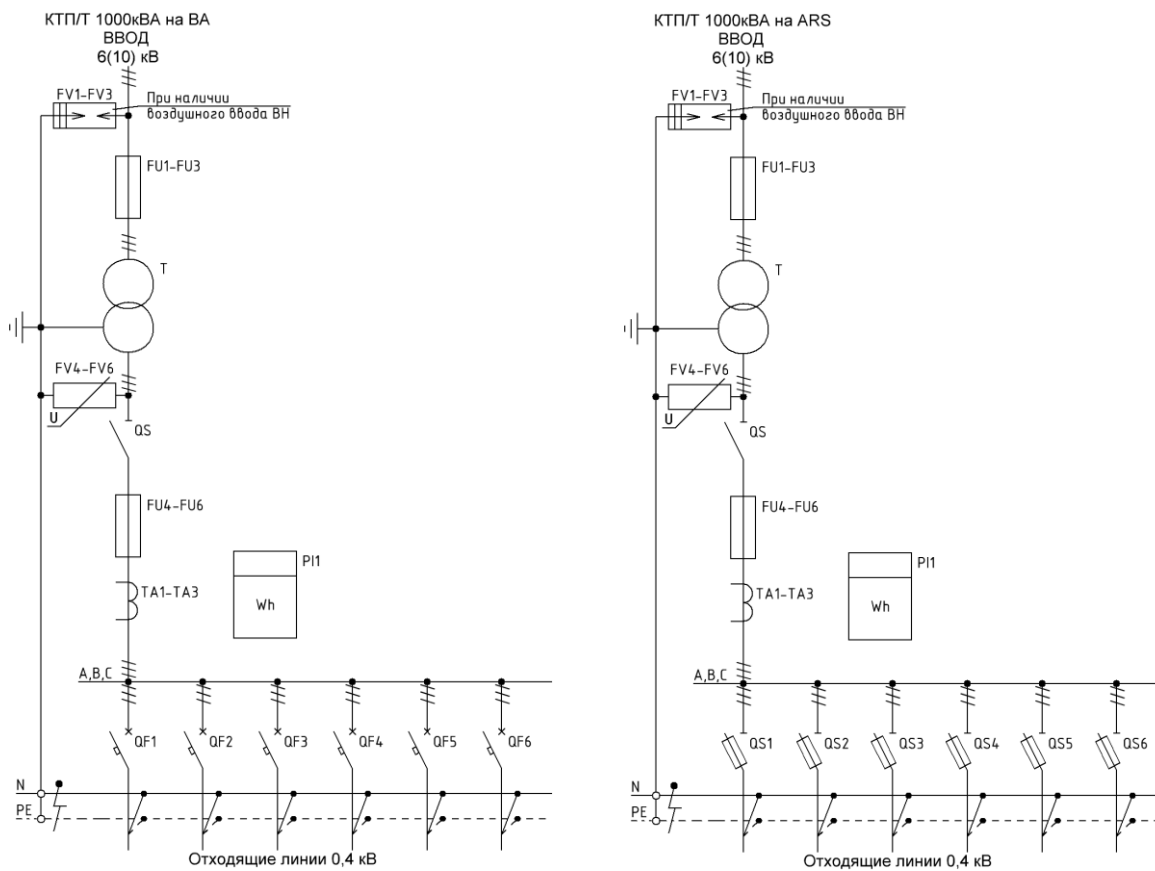 КТП/Т 1000кВА на ВА
ВВОД
6(10) кВ
FV1-FV3
При наличии
воздушного ввода ВН
FU1-FU3
T
FV4-FV6
U
QS
FU4-FU6
PI1
Wh
TA1-TA3
A,B,C
QF1
QF2
QF3
QF4
QF5
QF6
N
PE
Отходящие линии 0,4 кВ
КТП/Т 1000кВА на ARS
ВВОД
6(10) кВ
FV1-FV3
При наличии
воздушного ввода ВН
FU1-FU3
T
FV4-FV6
U
QS
FU4-FU6
PI1
Wh
TA1-TA3
A,B,C
QS1
QS2
QS3
QS4
QS5
QS6
N
PE
Отходящие линии 0,4 кВ